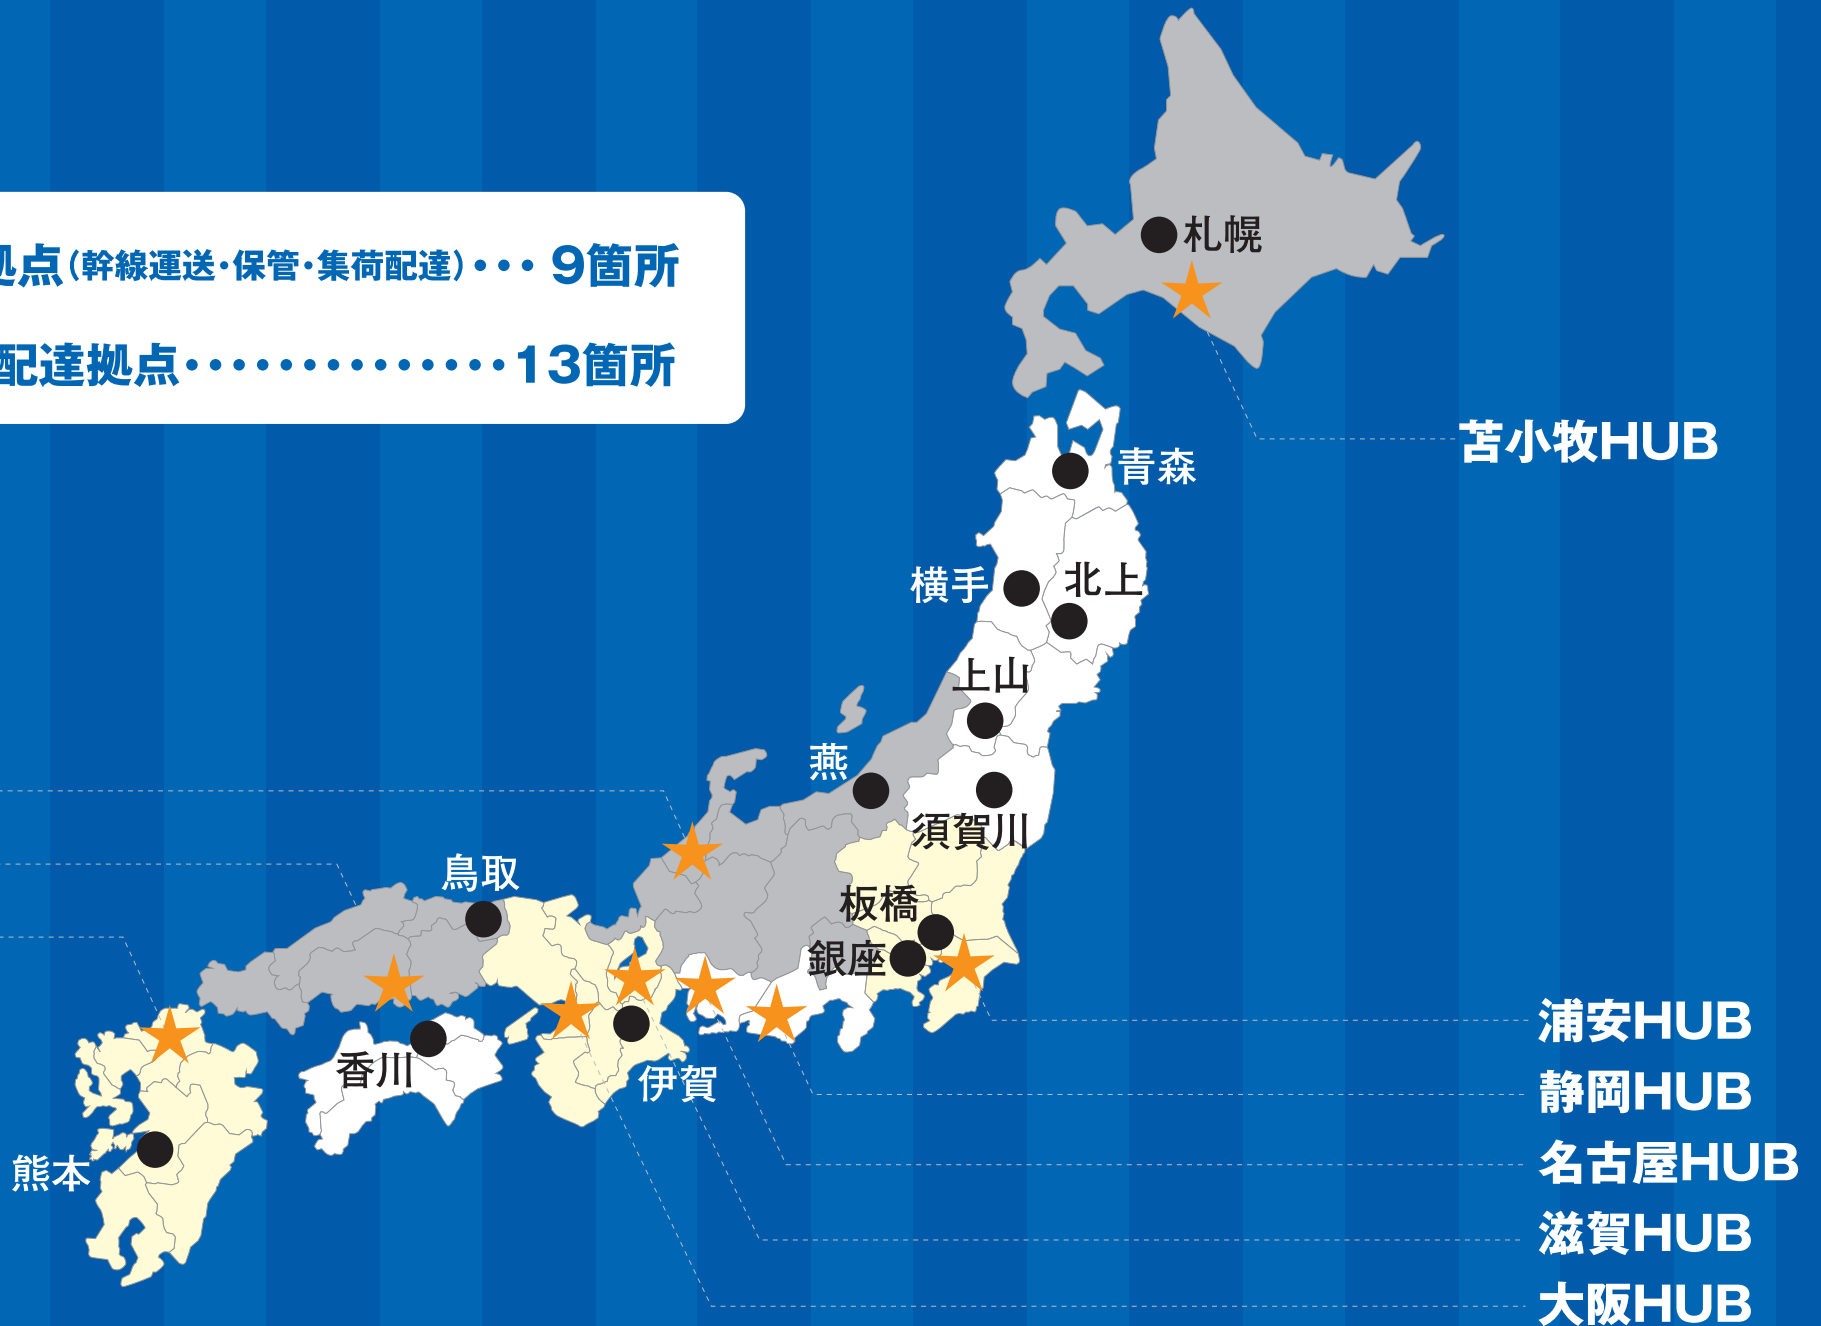 拠点(幹線運送・保管・集荷配達)・・・ 9箇所
配達拠点・・・・・・・・・・・・・・13箇所
札幌
苫小牧HUB
青森
横手
北上
上山
燕
須賀川
鳥取
板橋
銀座
香川
伊賀
熊本
浦安HUB
静岡HUB
名古屋HUB
滋賀HUB
大阪HUB